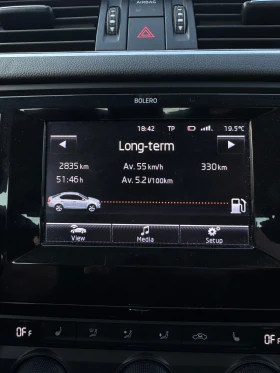 AIRBAG
BOLERO
18:42 TP 19.5°C
Long-term
2835 km Av. 55 km/h 330 km
51:46 h Av. 5.2 l/100km
View Media Setup
OFF OFF